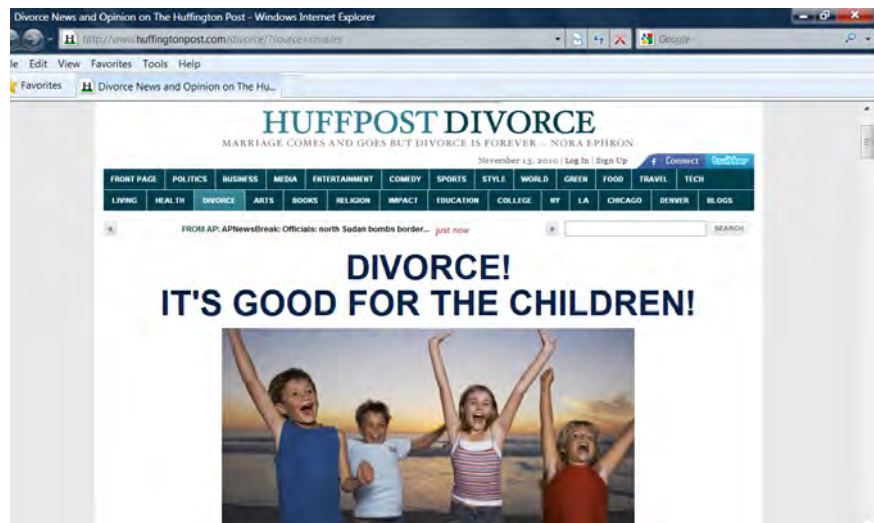 Divorce News and Opinion on The Huffington Post - Windows Internet Explorer
http://www.huffingtonpost.com/divorce/?source=emailer
Google
le Edit View Favorites Tools Help
Favorites Divorce News and Opinion on The Hu...
HUFFPOST DIVORCE
MARRIAGE COMES AND GOES BUT DIVORCE IS FOREVER – NORA EPHRON
November 13, 2010 | Log In | Sign Up f Connect twitter
FRONT PAGE POLITICS BUSINESS MEDIA ENTERTAINMENT COMEDY SPORTS STYLE WORLD GREEN FOOD TRAVEL TECH
LIVING HEALTH DIVORCE ARTS BOOKS RELIGION IMPACT EDUCATION COLLEGE NY LA CHICAGO DENVER BLOGS
FROM AP: APNewsBreak: Officials: north Sudan bombs border... just now SEARCH
DIVORCE!
IT'S GOOD FOR THE CHILDREN!